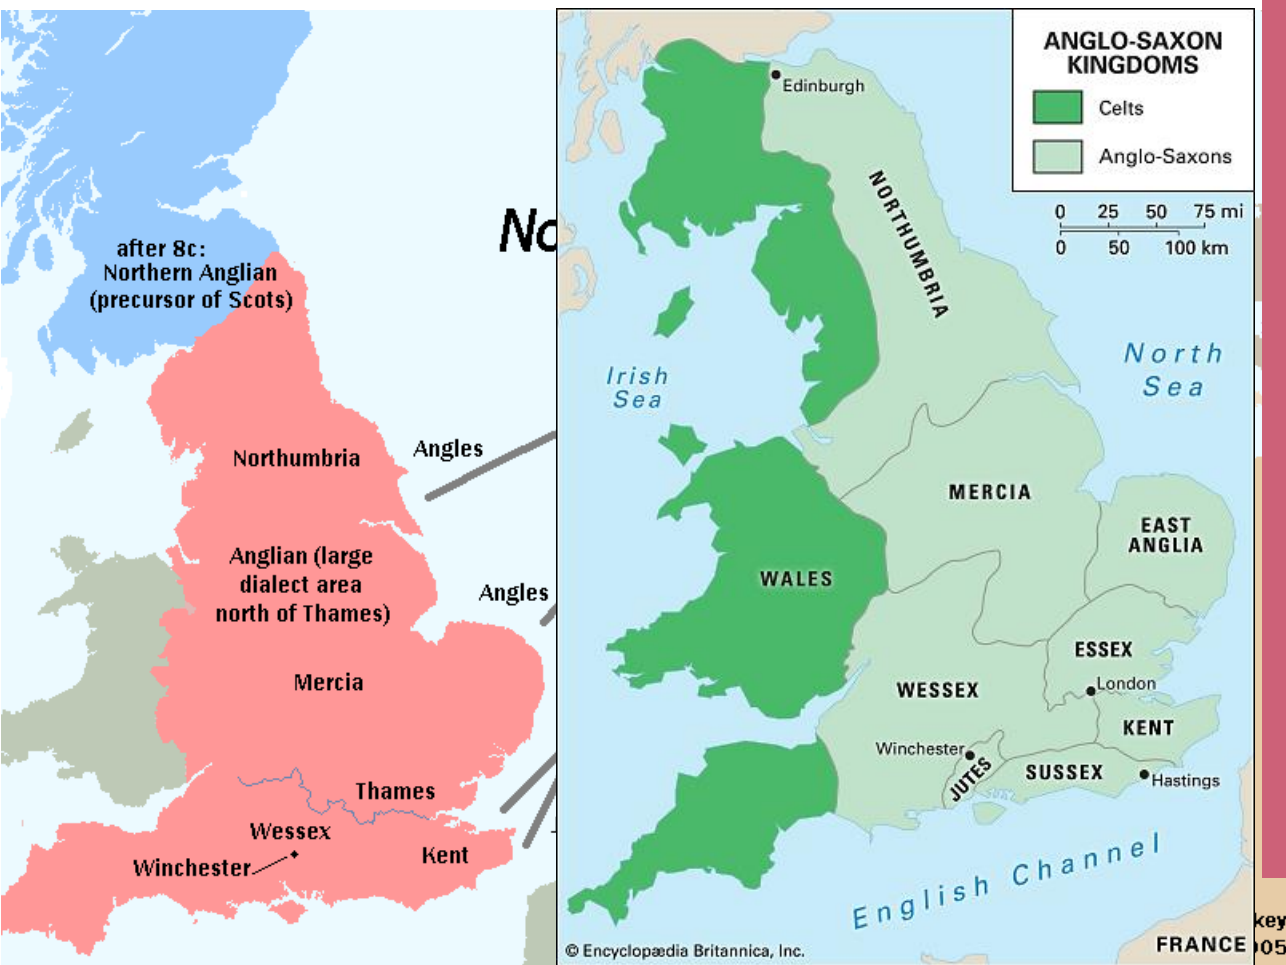 No
after 8c:
Northern Anglian
(precursor of Scots)
Northumbria
Angles
Anglian (large
dialect area
north of Thames)
Angles
Mercia
Thames
Wessex
Winchester
Kent
ANGLO-SAXON
KINGDOMS
Celts
Anglo-Saxons
0 25 50 75 mi
0 50 100 km
Edinburgh
NORTHUMBRIA
North
Sea
Irish
Sea
MERCIA
EAST
ANGLIA
WALES
ESSEX
London
WESSEX
KENT
Winchester
JUTES
SUSSEX
Hastings
English Channel
FRANCE
© Encyclopædia Britannica, Inc.
key
05